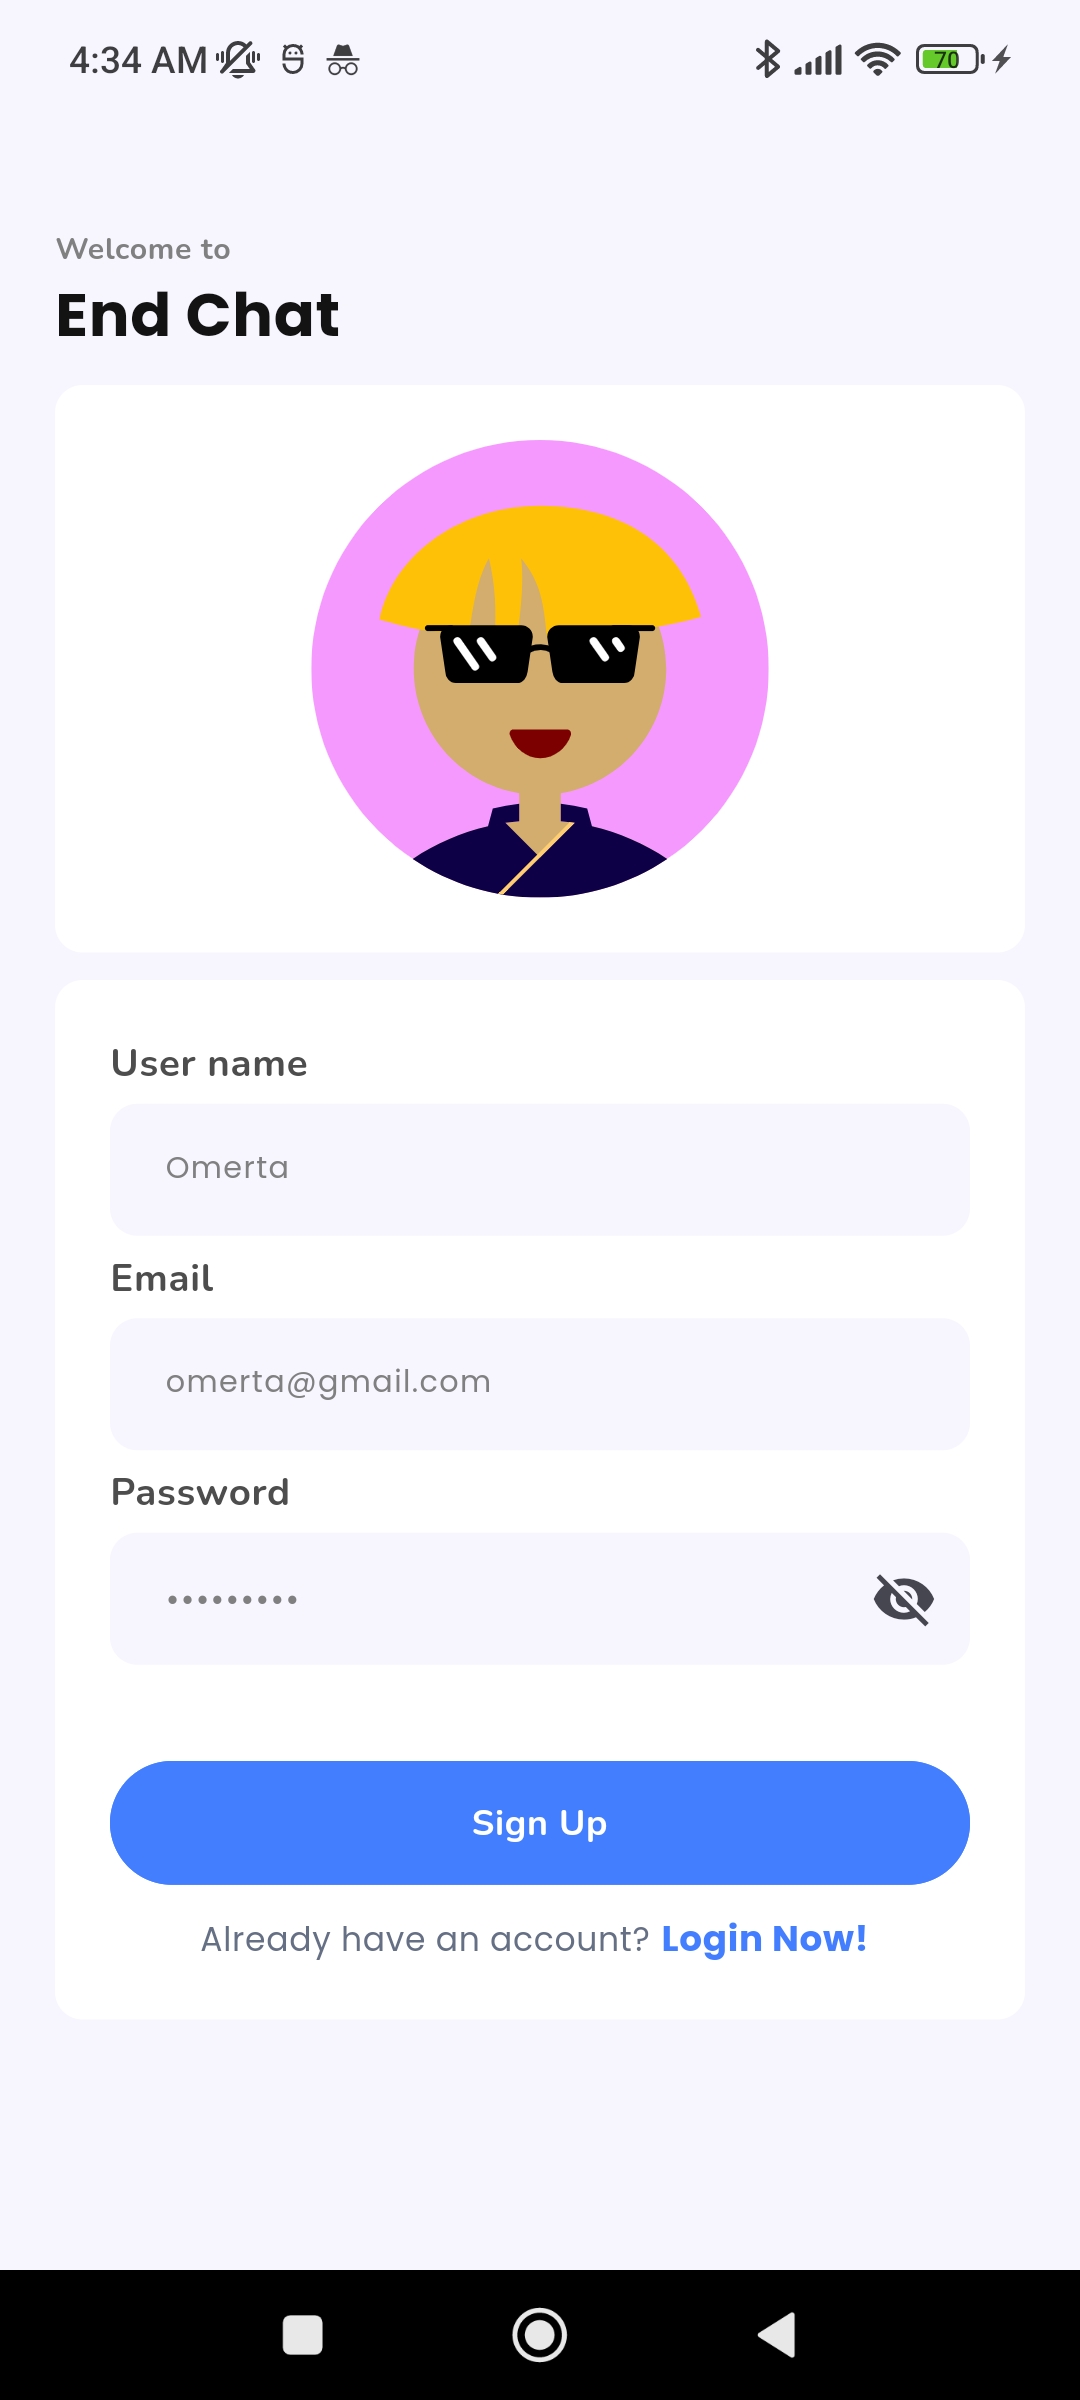 4:34 AM
70
Welcome to
End Chat
User name
Omerta
Email
omerta@gmail.com
Password
•••••••••
Sign Up
Already have an account? Login Now!